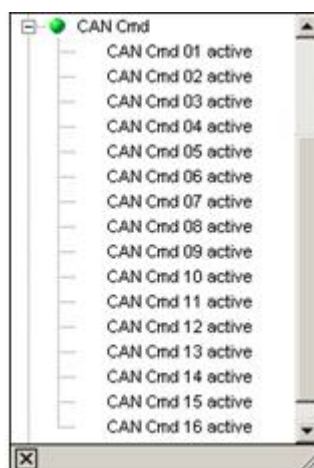 CAN Cmd
CAN Cmd 01 active
CAN Cmd 02 active
CAN Cmd 03 active
CAN Cmd 04 active
CAN Cmd 05 active
CAN Cmd 06 active
CAN Cmd 07 active
CAN Cmd 08 active
CAN Cmd 09 active
CAN Cmd 10 active
CAN Cmd 11 active
CAN Cmd 12 active
CAN Cmd 13 active
CAN Cmd 14 active
CAN Cmd 15 active
CAN Cmd 16 active